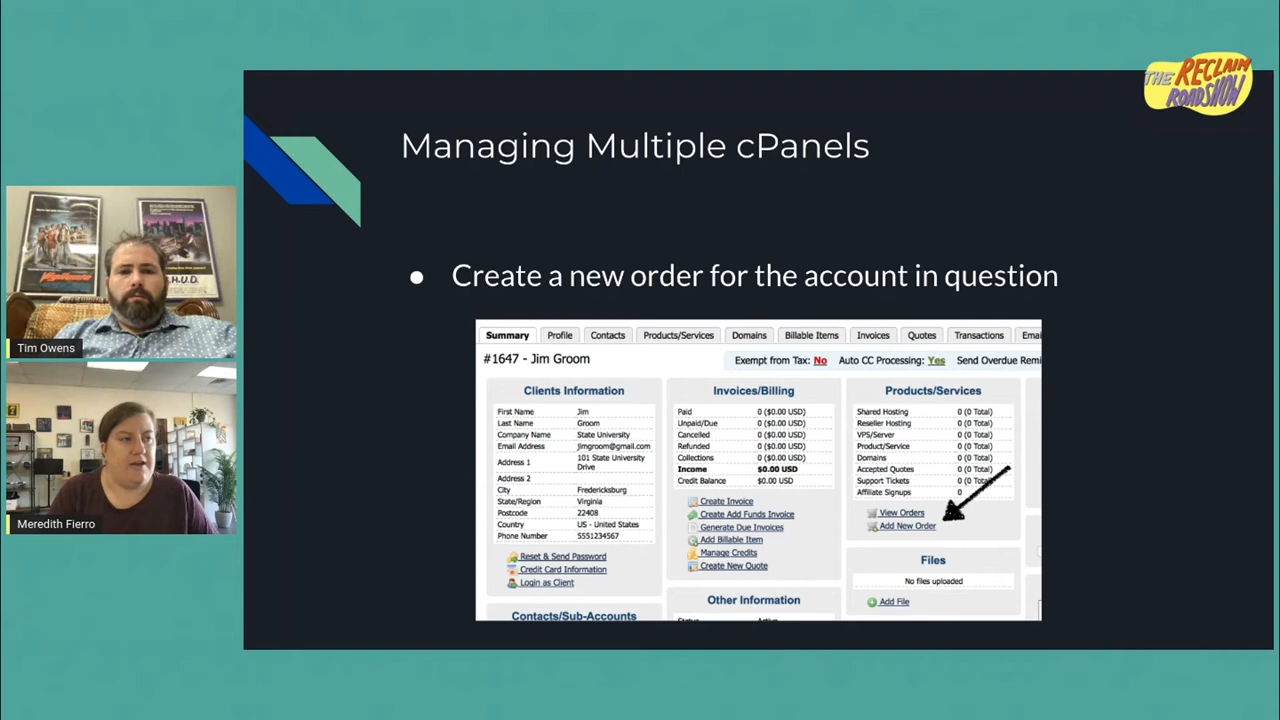 THE RECLAIM
ROADSHOW
Managing Multiple cPanels
● Create a new order for the account in question
Summary Profile Contacts Products/Services Domains Billable Items Invoices Quotes Transactions Emai
#1647 - Jim Groom
Exempt from Tax: No Auto CC Processing: Yes Send Overdue Remi
Clients Information
First Name Jim
Last Name Groom
Company Name State University
Email Address jimgroom@gmail.com
Address 1 101 State University
Drive
Address 2
City Fredericksburg
State/Region Virginia
Postcode 22408
Country US - United States
Phone Number 5551234567
Reset & Send Password
Credit Card Information
Login as Client
Contacts/Sub-Accounts
Invoices/Billing
Paid 0 ($0.00 USD)
Unpaid/Due 0 ($0.00 USD)
Cancelled 0 ($0.00 USD)
Refunded 0 ($0.00 USD)
Collections 0 ($0.00 USD)
Income $0.00 USD
Credit Balance $0.00 USD
Create Invoice
Create Add Funds Invoice
Generate Due Invoices
Add Billable Item
Manage Credits
Create New Quote
Other Information
Status Active
Products/Services
Shared Hosting 0 (0 Total)
Reseller Hosting 0 (0 Total)
VPS/Server 0 (0 Total)
Product/Service 0 (0 Total)
Domains 0 (0 Total)
Accepted Quotes 0 (0 Total)
Support Tickets 0 (0 Total)
Affiliate Signups 0
View Orders
Add New Order
Files
No files uploaded
Add File
Tim Owens
C.H.U.D.
Meredith Fierro